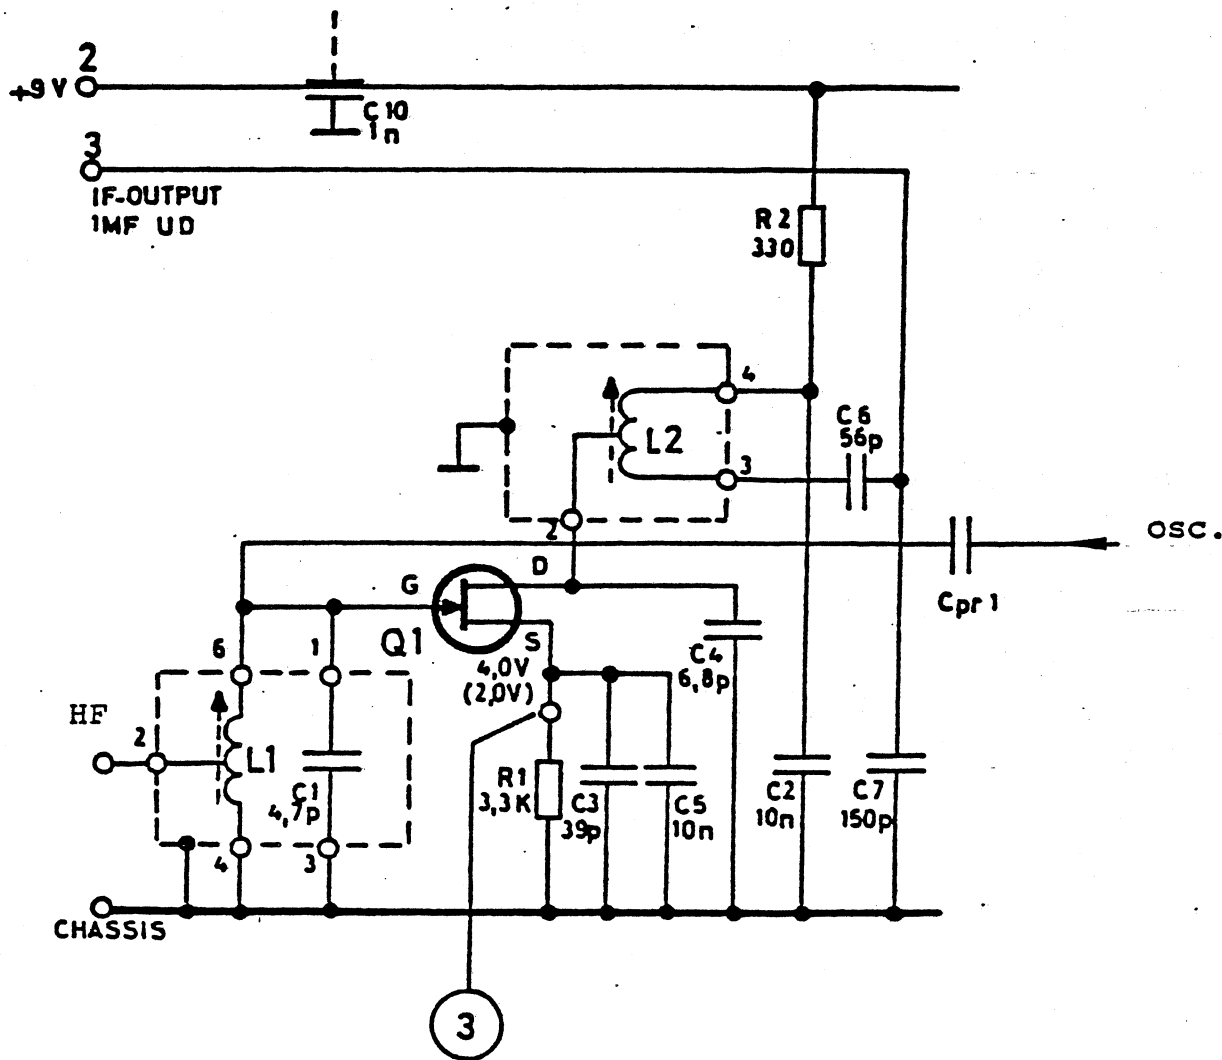 2
+9V
C10
1n
3
IF-OUTPUT
1MF UD
R2
330
4
C6
56p
L2
3
2
OSC.
D
G
Cpr1
Q1
S
6
1
4,0V
(2,0V)
C4
6,8p
HF
2
L1
C1
4,7p
R1
3,3K
C3
39p
C5
10n
C2
10n
C7
150p
4
3
CHASSIS
3